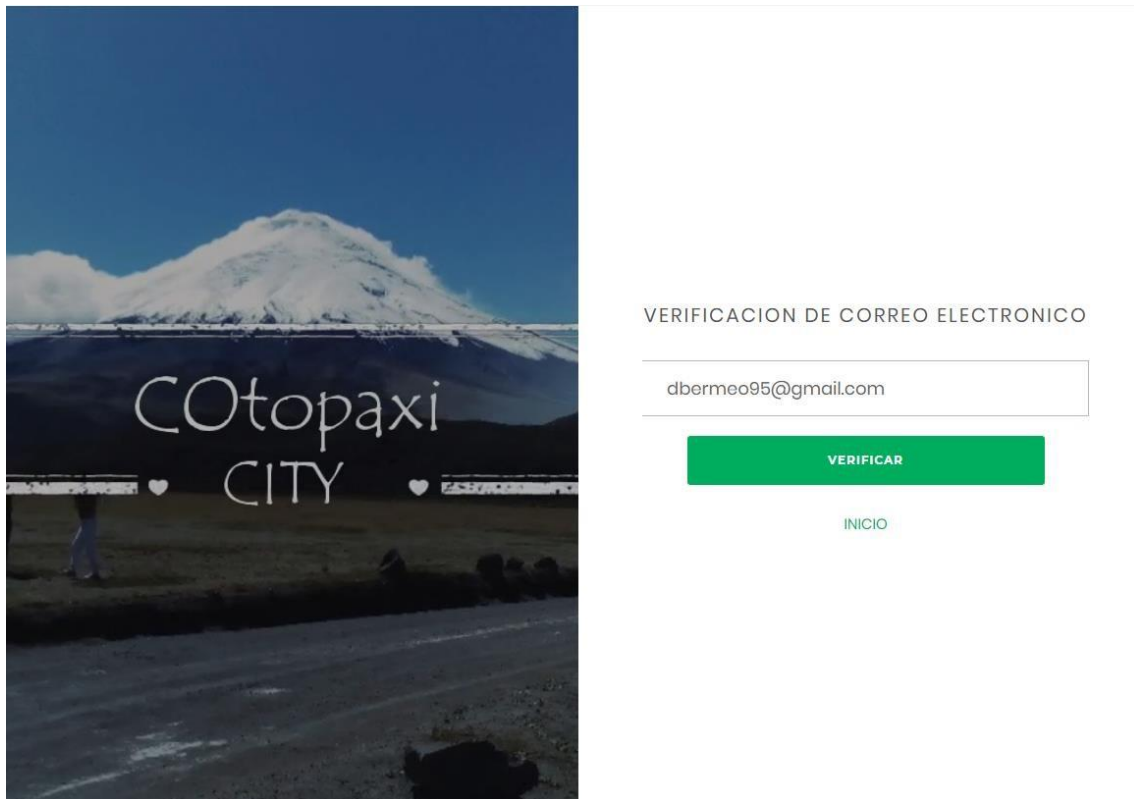 COtopaxi
CITY
VERIFICACION DE CORREO ELECTRONICO
dbermeo95@gmail.com
VERIFICAR
INICIO